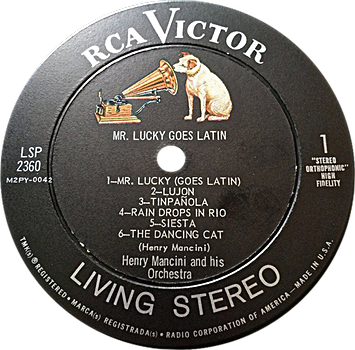 RCA VICTOR
MR. LUCKY GOES LATIN
LSP
2360
M2PY-0042
1
"STEREO
ORTHOPHONIC"
HIGH
FIDELITY
1—MR. LUCKY (GOES LATIN)
2—LUJON
3—TINPAÑOLA
4—RAIN DROPS IN RIO
5—SIESTA
6—THE DANCING CAT
(Henry Mancini)
Henry Mancini and his
Orchestra
LIVING STEREO
TMK(s) ® REGISTERED • MARCA(s) REGISTRADA(s) • RADIO CORPORATION OF AMERICA—MADE IN U.S.A.